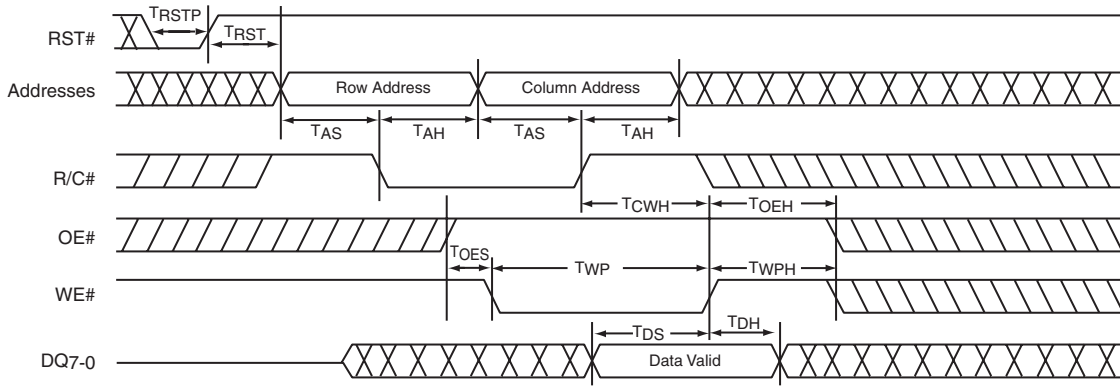 TRSTP
RST#
TRST
Addresses
Row Address
Column Address
TAS
TAH
TAS
TAH
R/C#
TCWH
TOEH
OE#
TOES
TWP
TWPH
WE#
TDS
TDH
DQ7-0
Data Valid